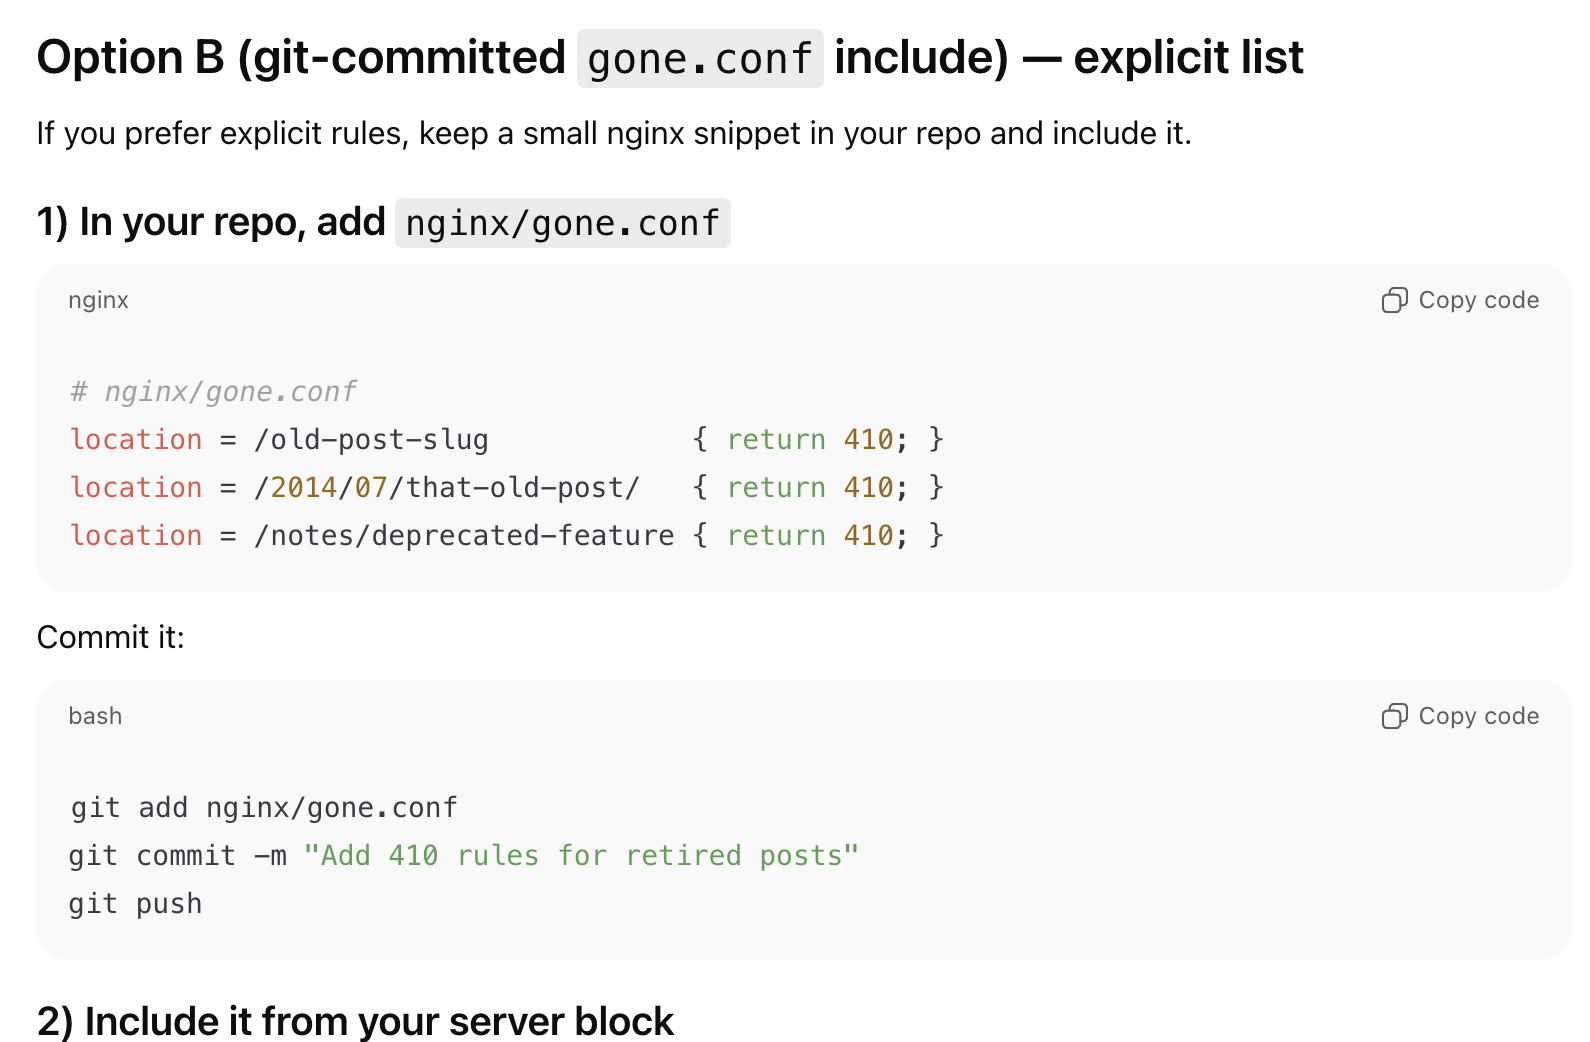 Option B (git-committed gone.conf include) — explicit list
If you prefer explicit rules, keep a small nginx snippet in your repo and include it.
1) In your repo, add nginx/gone.conf
nginx
Copy code
# nginx/gone.conf
location = /old-post-slug            { return 410; }
location = /2014/07/that-old-post/   { return 410; }
location = /notes/deprecated-feature { return 410; }
Commit it:
bash
Copy code
git add nginx/gone.conf
git commit -m "Add 410 rules for retired posts"
git push
2) Include it from your server block